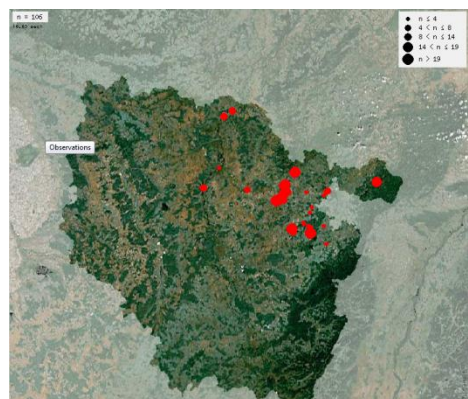 n = 106
n ≤ 4
4 < n ≤ 8
8 < n ≤ 14
14 < n ≤ 19
n > 19
Observations